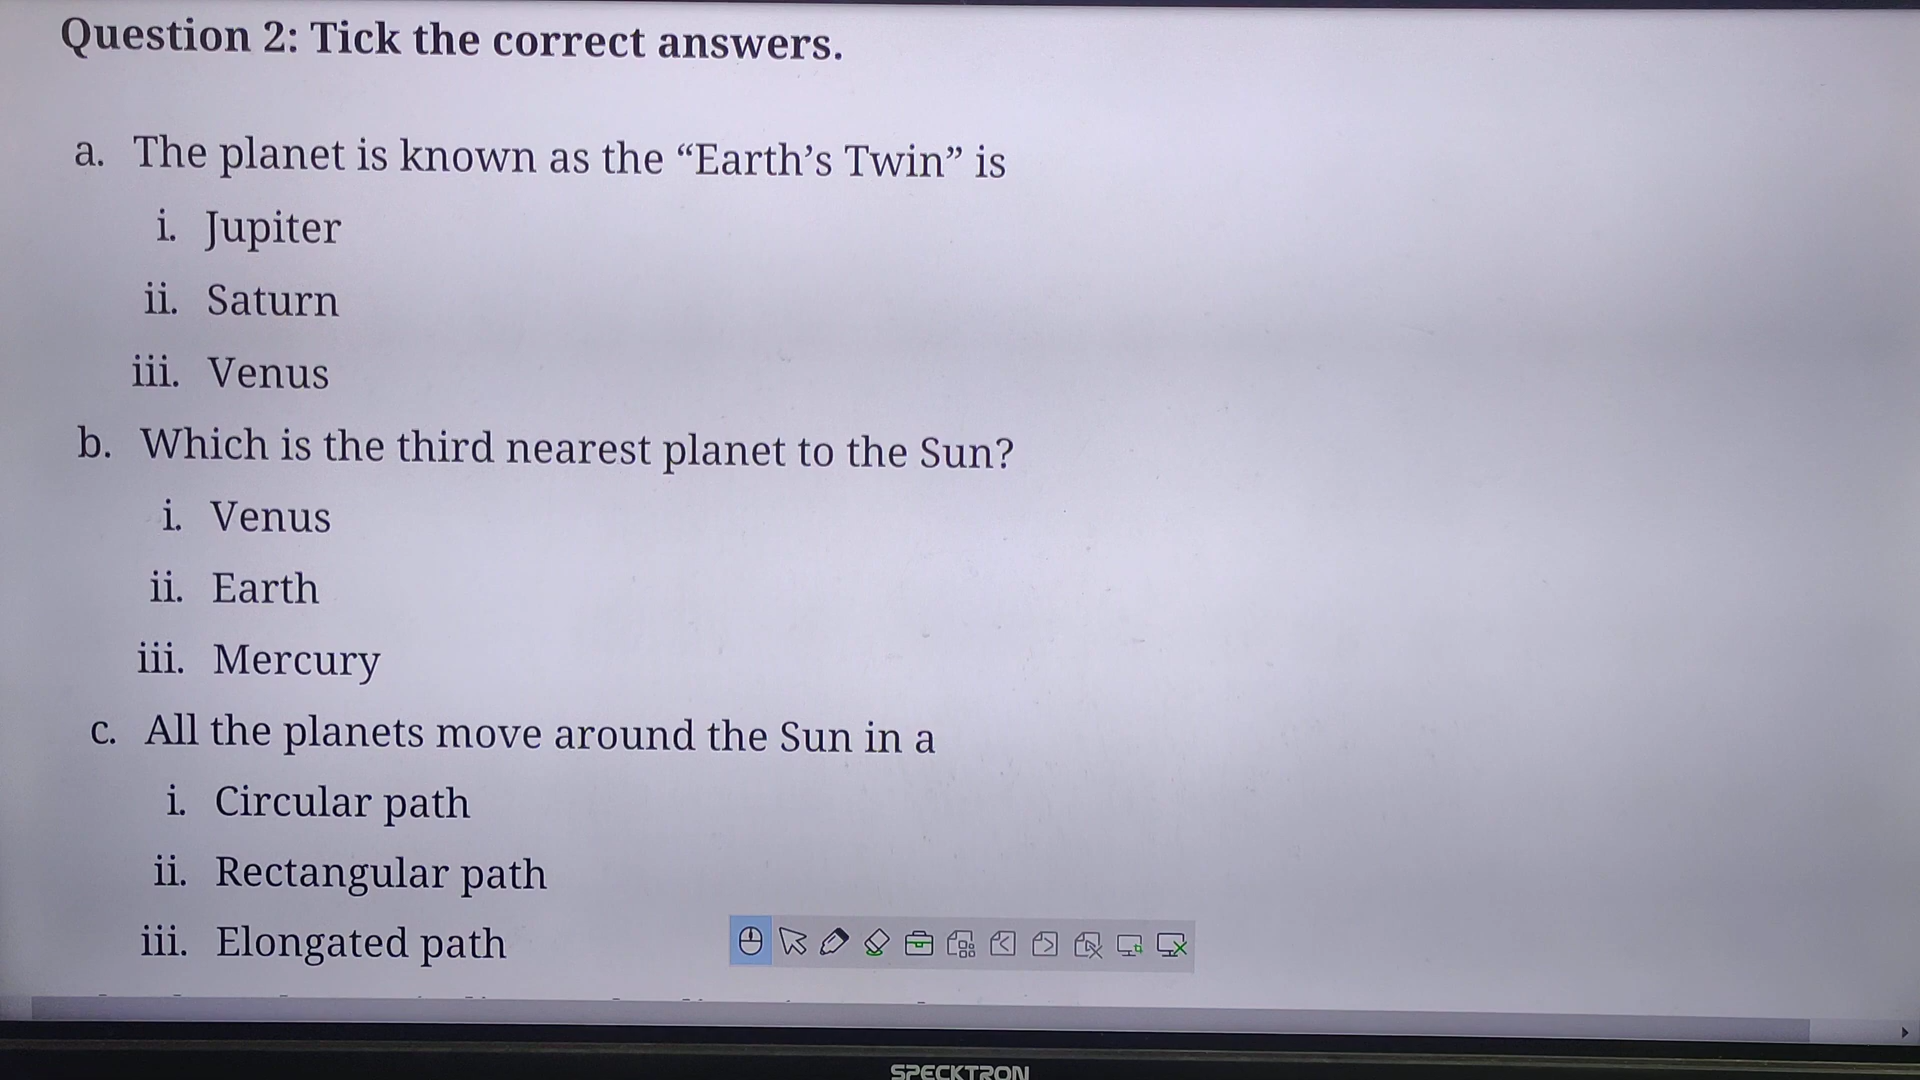 Question 2: Tick the correct answers.
a. The planet is known as the “Earth’s Twin” is
i. Jupiter
ii. Saturn
iii. Venus
b. Which is the third nearest planet to the Sun?
i. Venus
ii. Earth
iii. Mercury
c. All the planets move around the Sun in a
i. Circular path
ii. Rectangular path
iii. Elongated path
SPECKTRON